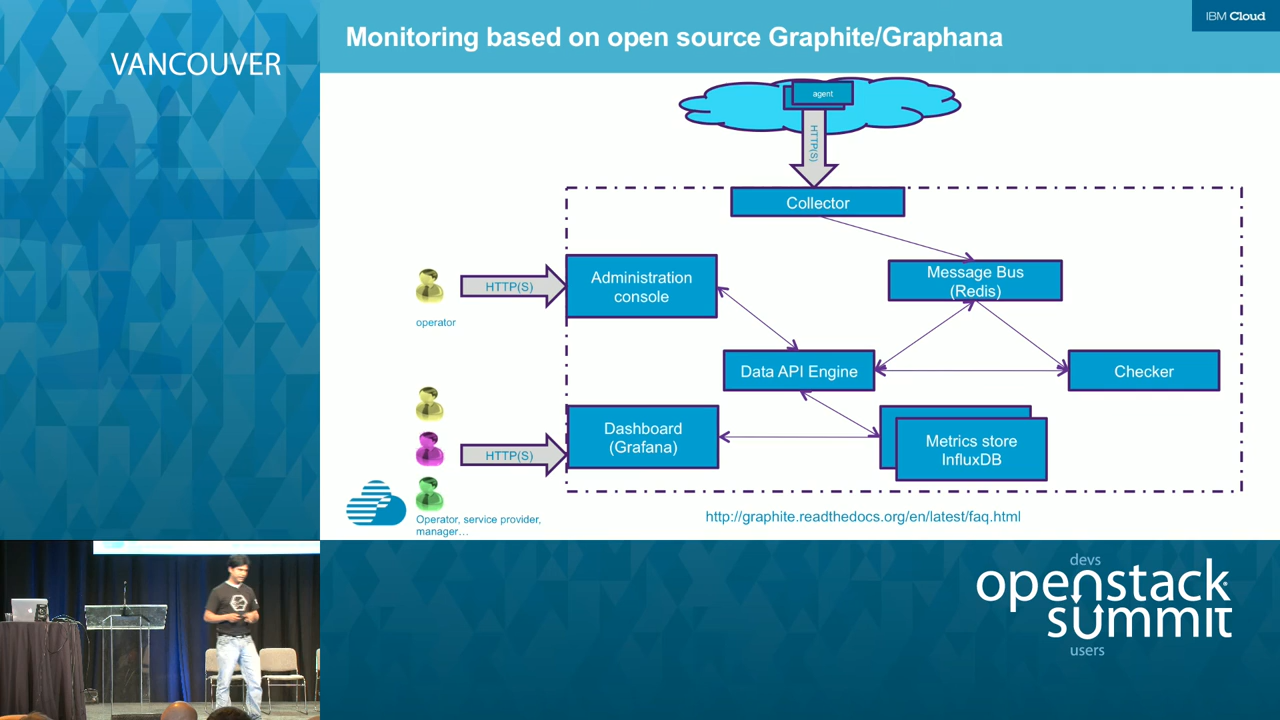 VANCOUVER
IBM Cloud
Monitoring based on open source Graphite/Graphana
agent
HTTP(S)
Collector
Message Bus
(Redis)
Administration
console
HTTP(S)
operator
Data API Engine
Checker
Dashboard
(Grafana)
Metrics store
InfluxDB
HTTP(S)
Operator, service provider,
manager...
http://graphite.readthedocs.org/en/latest/faq.html
devs
openstack
summit
users